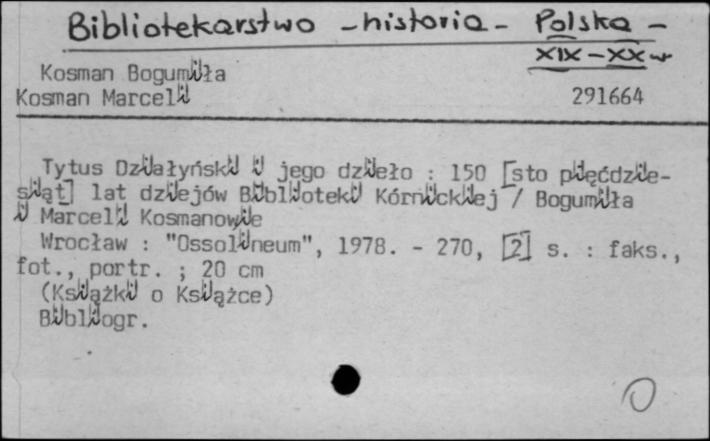 Bibliotekarstwo - historia - Polska -
XIX - XX w
Kosman Bogumiła
Kosman Marceli
291664
Tytus Działyński i jego dzieło : 150 [sto pięćdzie-
siąt] lat dziejów Biblioteki Kórnickiej / Bogumiła
i Marceli Kosmanowie
Wrocław : "Ossolineum", 1978. - 270, [2] s. : faks.,
fot., portr. ; 20 cm
(Książki o Książce)
Bibliogr.